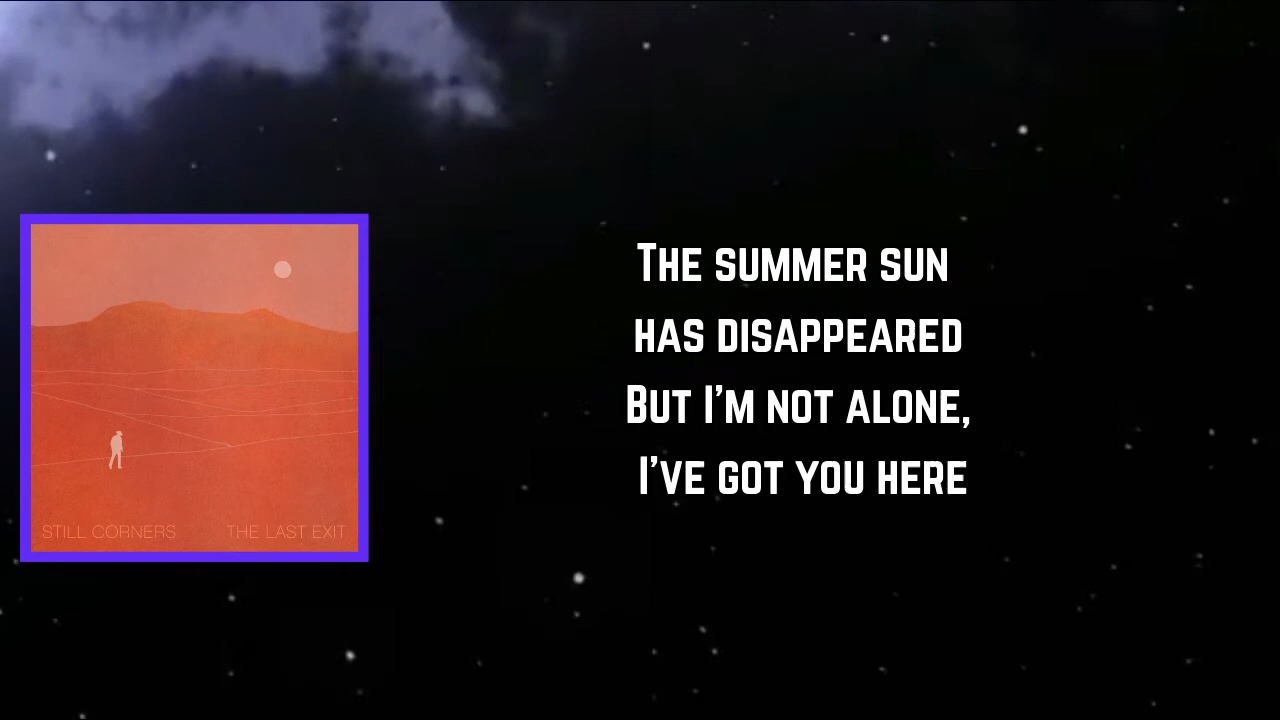 The summer sun
has disappeared
But I'm not alone,
I've got you here
STILL CORNERS THE LAST EXIT